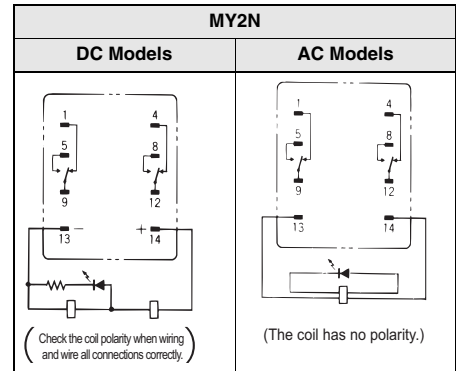 MY2N
DC Models AC Models
1 4
5 8
9 12
13 − + 14
(Check the coil polarity when wiring
and wire all connections correctly.)
1 4
5 8
9 12
13 14
(The coil has no polarity.)